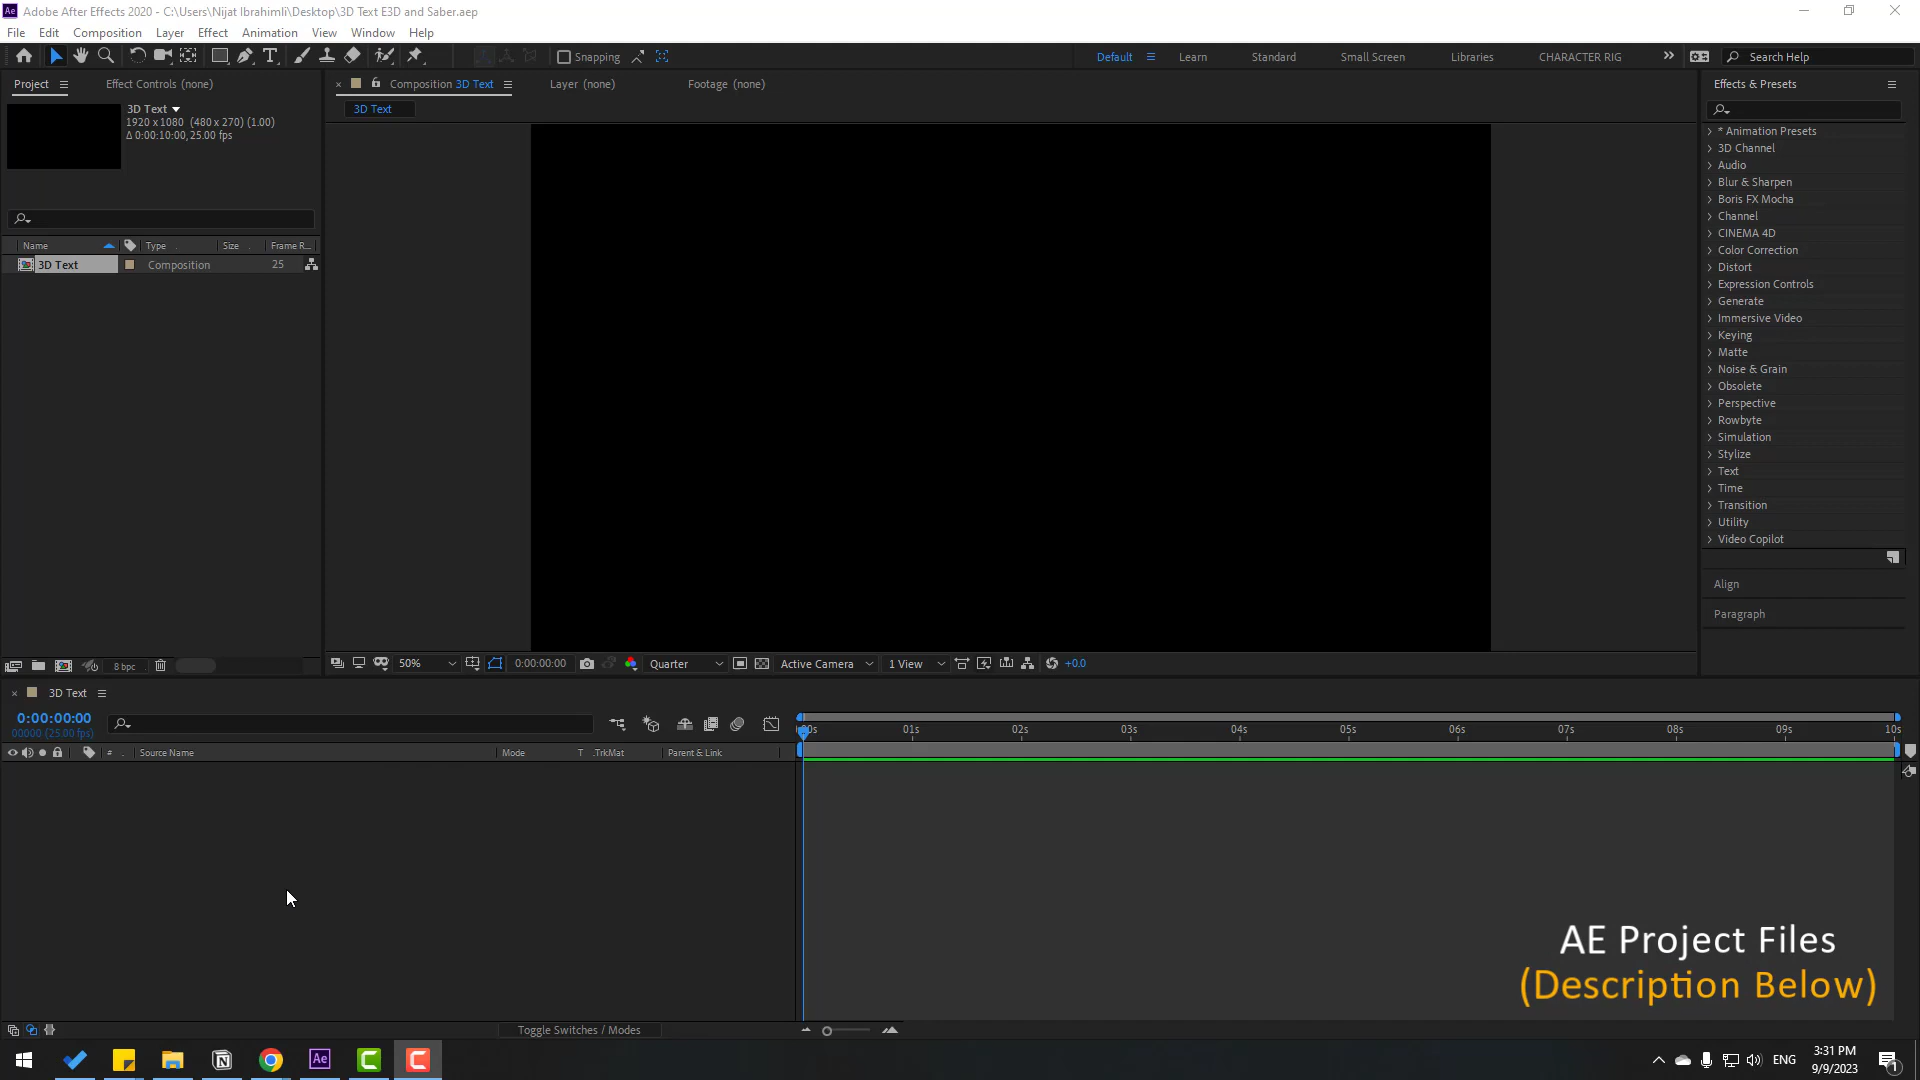 Adobe After Effects 2020 - C:\Users\Nijat Ibrahimli\Desktop\3D Text E3D and Saber.aep
File Edit Composition Layer Effect Animation View Window Help
Snapping
Default Learn Standard Small Screen Libraries CHARACTER RIG Search Help
Project Effect Controls (none)
Composition 3D Text Layer (none) Footage (none)
Effects & Presets
3D Text
1920 x 1080 (480 x 270) (1.00)
Δ 0:00:10:00, 25.00 fps
3D Text
Name Type Size Frame R...
3D Text Composition 25
* Animation Presets
3D Channel
Audio
Blur & Sharpen
Boris FX Mocha
Channel
CINEMA 4D
Color Correction
Distort
Expression Controls
Generate
Immersive Video
Keying
Matte
Noise & Grain
Obsolete
Perspective
Rowbyte
Simulation
Stylize
Text
Time
Transition
Utility
Video Copilot
Align
Paragraph
8 bpc
50% 0:00:00:00 Quarter Active Camera 1 View +0.0
3D Text
0:00:00:00
00000 (25.00 fps)
:00s 01s 02s 03s 04s 05s 06s 07s 08s 09s 10s
# Source Name Mode T .TrkMat Parent & Link
AE Project Files
(Description Below)
Toggle Switches / Modes
ENG
3:31 PM
9/9/2023
1